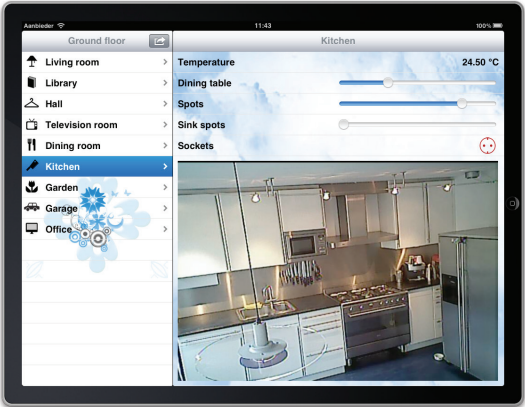 Aanbieder 11:43 100%
Ground floor
Kitchen
Living room
Library
Hall
Television room
Dining room
Kitchen
Garden
Garage
Office
Temperature 24.50 °C
Dining table
Spots
Sink spots
Sockets